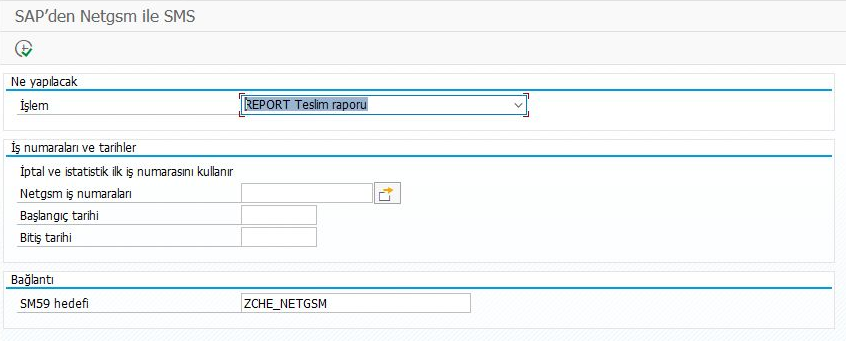 SAP’den Netgsm ile SMS
Ne yapılacak
İşlem REPORT Teslim raporu
İş numaraları ve tarihler
İptal ve istatistik ilk iş numarasını kullanır
Netgsm iş numaraları
Başlangıç tarihi
Bitiş tarihi
Bağlantı
SM59 hedefi ZCHE_NETGSM